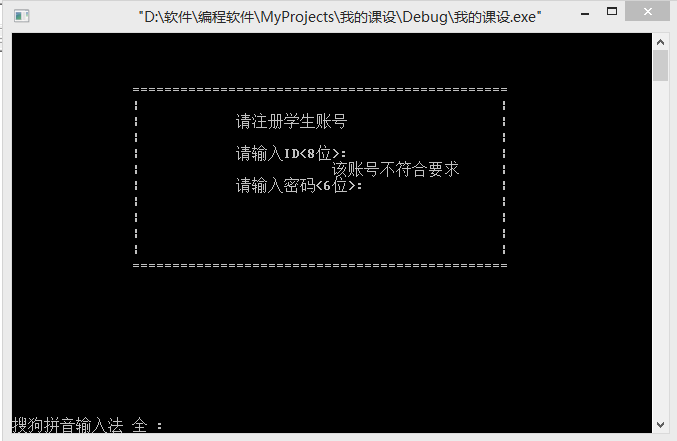 "D:\软件\编程软件\MyProjects\我的课设\Debug\我的课设.exe"
请注册学生账号
请输入ID<8位>:
该账号不符合要求
请输入密码<6位>:
搜狗拼音输入法 全 :